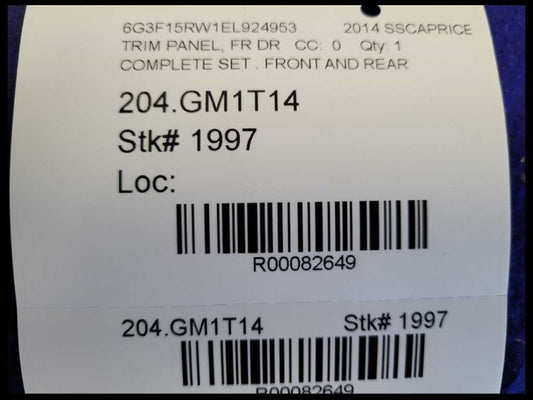 6G3F15RW1EL924953 2014 SSCAPRICE
TRIM PANEL, FR DR CC: 0 Qty: 1
COMPLETE SET . FRONT AND REAR
204.GM1T14
Stk# 1997
Loc:
R00082649
204.GM1T14 Stk# 1997
R00082649